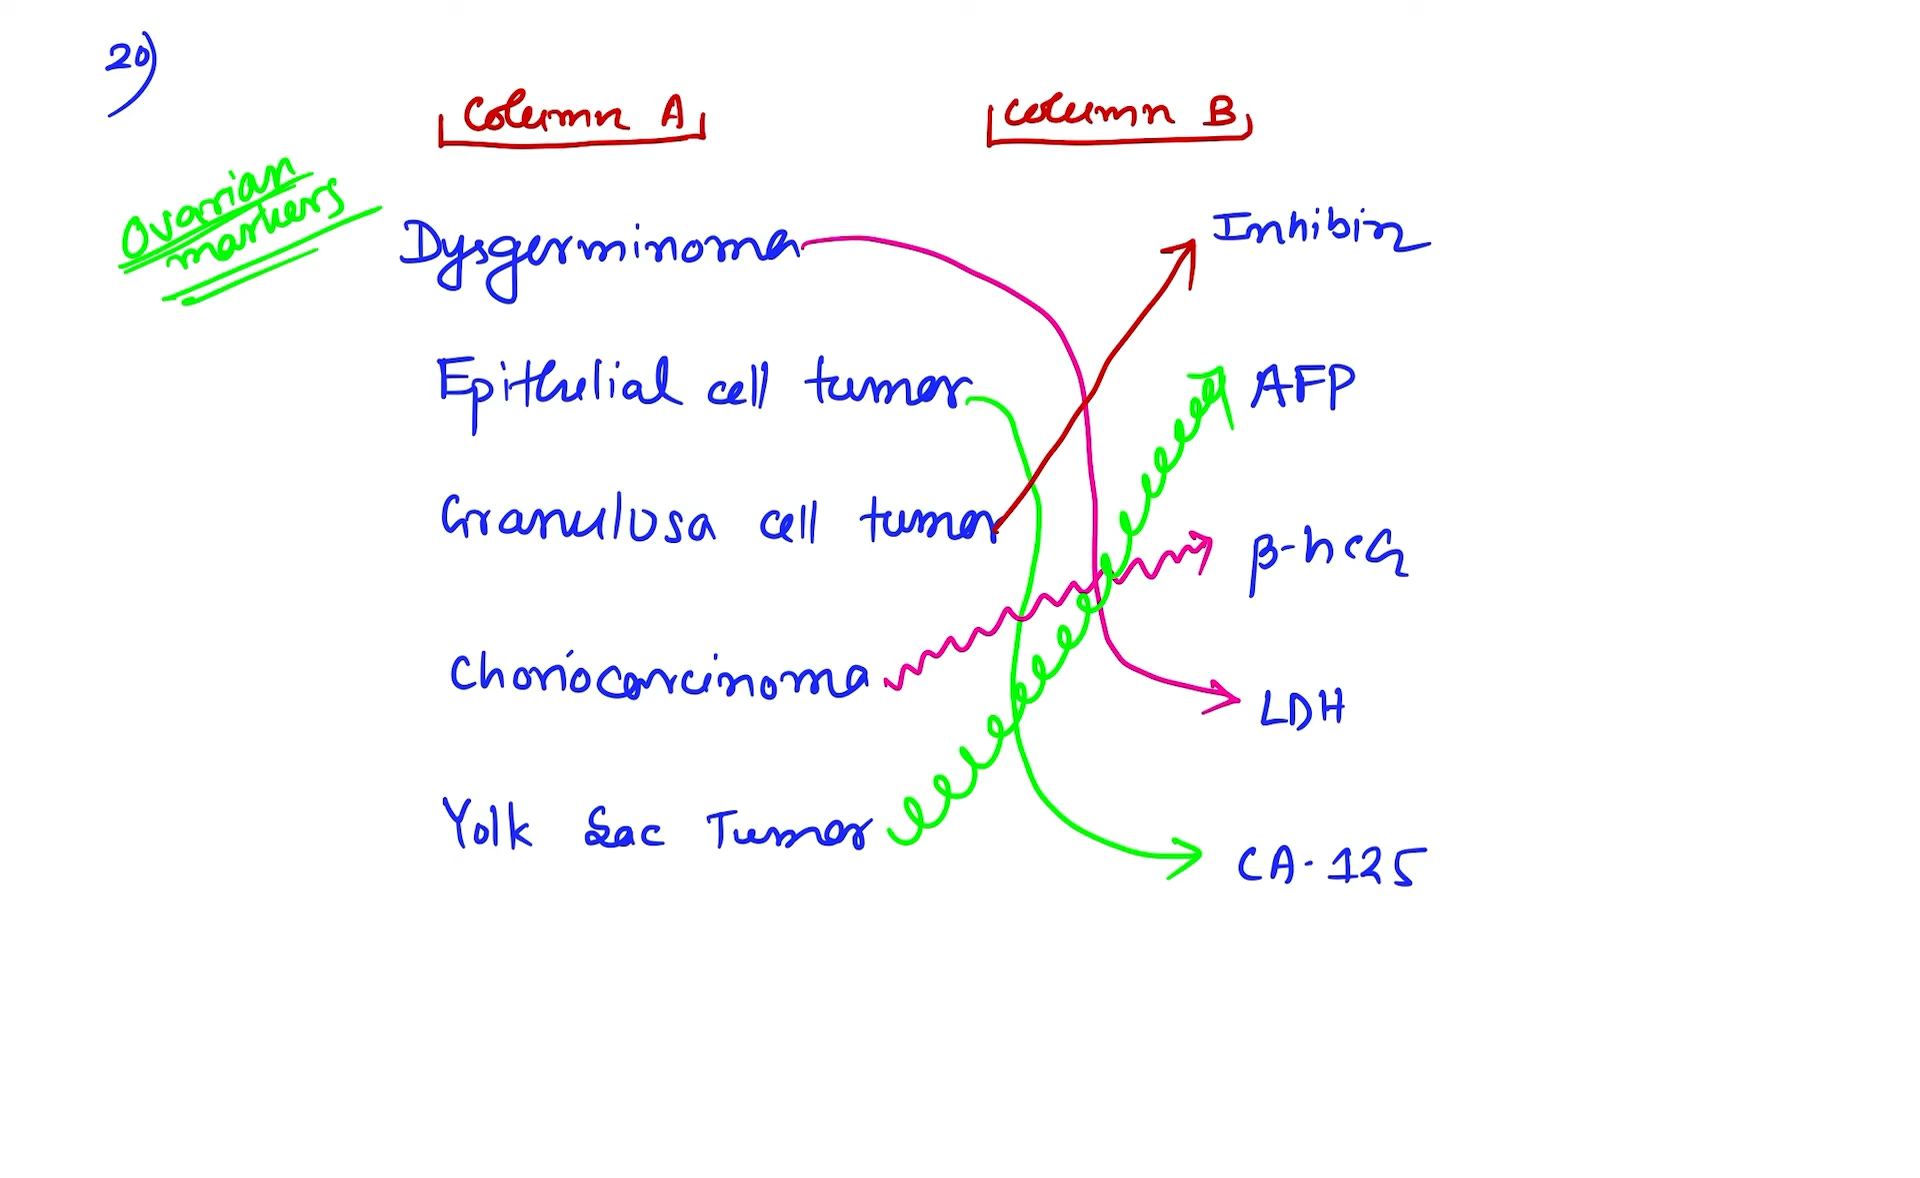 20)
Column A
Column B
Ovarian
markers
Dysgerminoma
Inhibin
Epithelial cell tumor
AFP
Granulosa cell tumor
β-hcG
Choriocarcinoma
LDH
Yolk Sac Tumor
CA-125